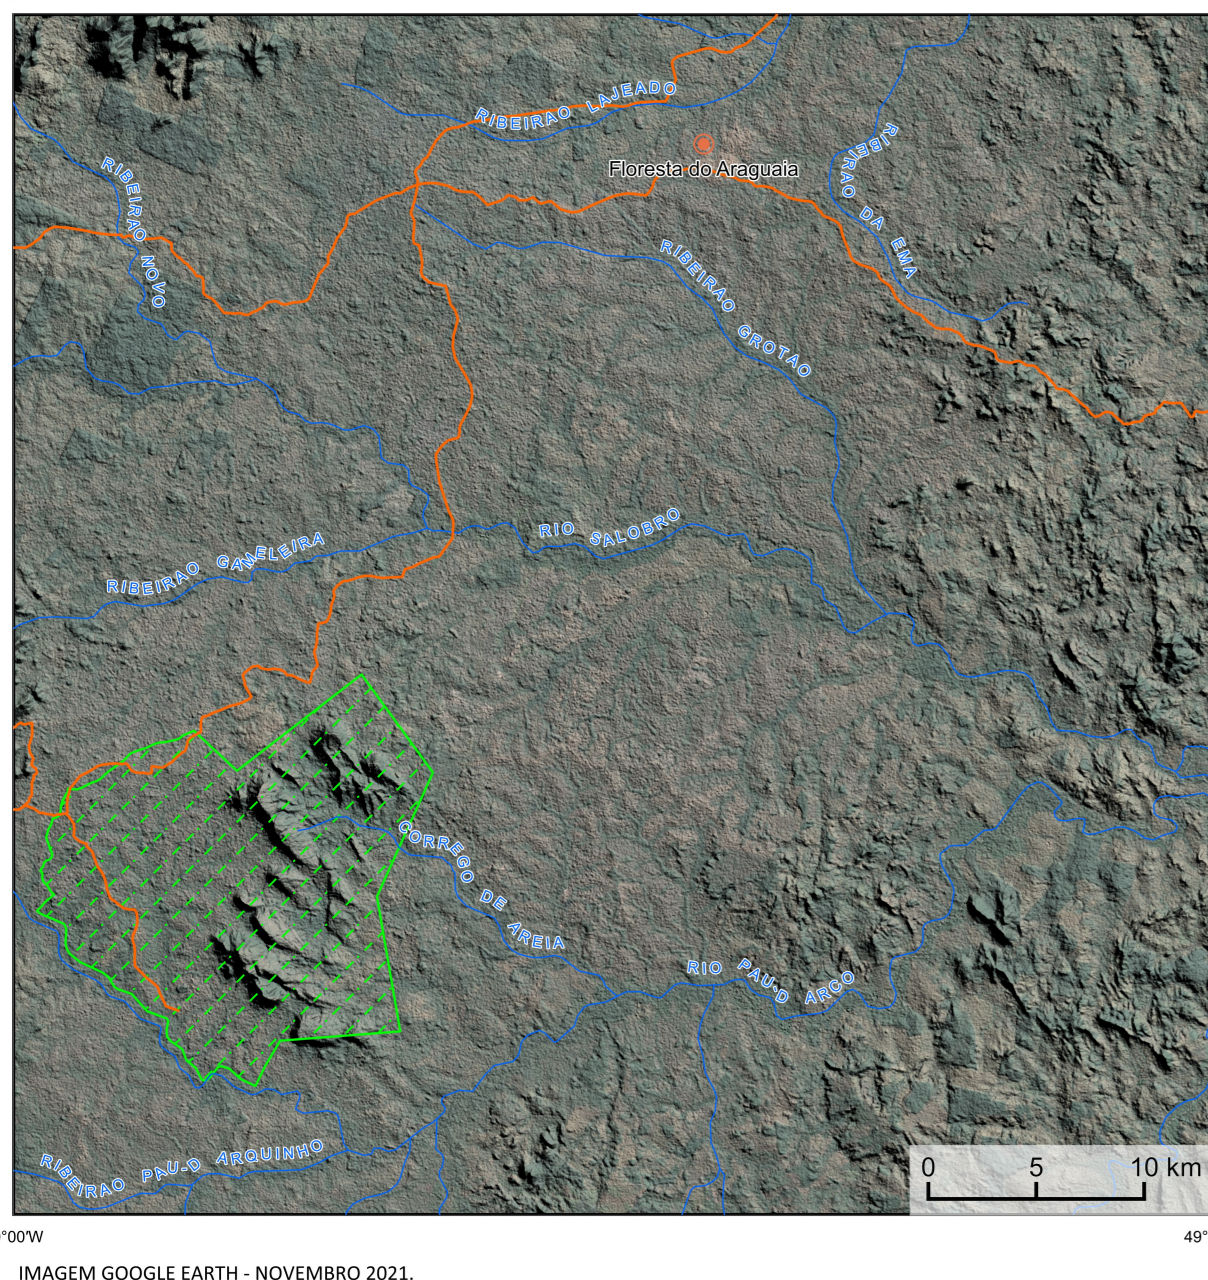 RIBEIRAO LAJEADO
Floresta do Araguaia
RIBEIRAO DA EMA
RIBEIRAO NOVO
RIBEIRAO GROTAO
RIO SALOBRO
RIBEIRAO GAMELEIRA
CORREGO DE AREIA
RIO PAU-D ARCO
RIBEIRAO PAU-D ARQUINHO
0 5 10 km
°00'W 49°
IMAGEM GOOGLE EARTH - NOVEMBRO 2021.